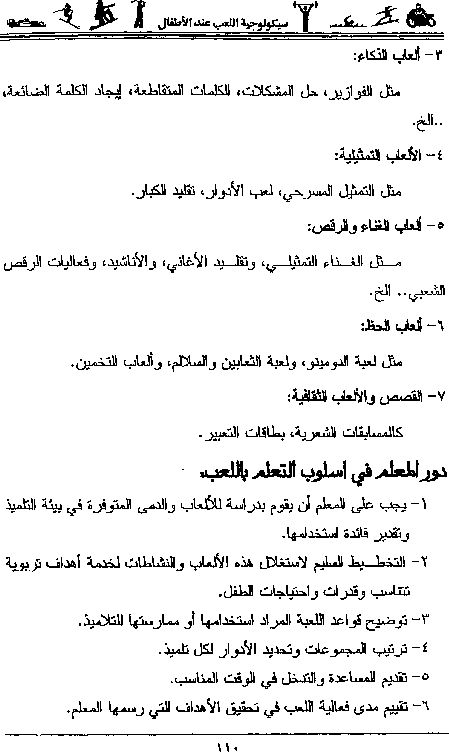 سيكولوجية اللعب عند الأطفال
٣- ألعاب الذكاء:
مثل الفوازير، حل المشكلات، الكلمات المتقاطعة، إيجاد الكلمة الضائعة،
..الخ.
٤- الألعاب التمثيلية:
مثل التمثيل المسرحي، لعب الأدوار، تقليد الكبار.
٥- ألعاب الغناء والرقص:
مثل الغناء التمثيلي، وتقليد الأغاني، والأناشيد، وفعاليات الرقص
الشعبي.. الخ.
٦- ألعاب الحظ:
مثل لعبة الدومينو، ولعبة الثعابين والسلالم، وألعاب التخمين.
٧- القصص والألعاب الثقافية:
كالمسابقات الشعرية، بطاقات التعبير.
دور المعلم في أسلوب التعلم باللعب:
١- يجب على المعلم أن يقوم بدراسة للألعاب والدمى المتوفرة في بيئة التلميذ
وتقدير فائدة استخدامها.
٢- التخطيط السليم لاستغلال هذه الألعاب والنشاطات لخدمة أهداف تربوية
تتناسب وقدرات واحتياجات الطفل.
٣- توضيح قواعد اللعبة المراد استخدامها أو ممارستها للتلاميذ.
٤- ترتيب المجموعات وتحديد الأدوار لكل تلميذ.
٥- تقديم المساعدة والتدخل في الوقت المناسب.
٦- تقييم مدى فعالية اللعب في تحقيق الأهداف التي رسمها المعلم.
١١٠